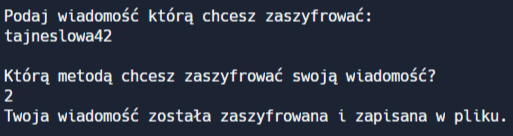 Podaj wiadomość którą chcesz zaszyfrować:
tajneslowa42
Którą metodą chcesz zaszyfrować swoją wiadomość?
2
Twoja wiadomość została zaszyfrowana i zapisana w pliku.